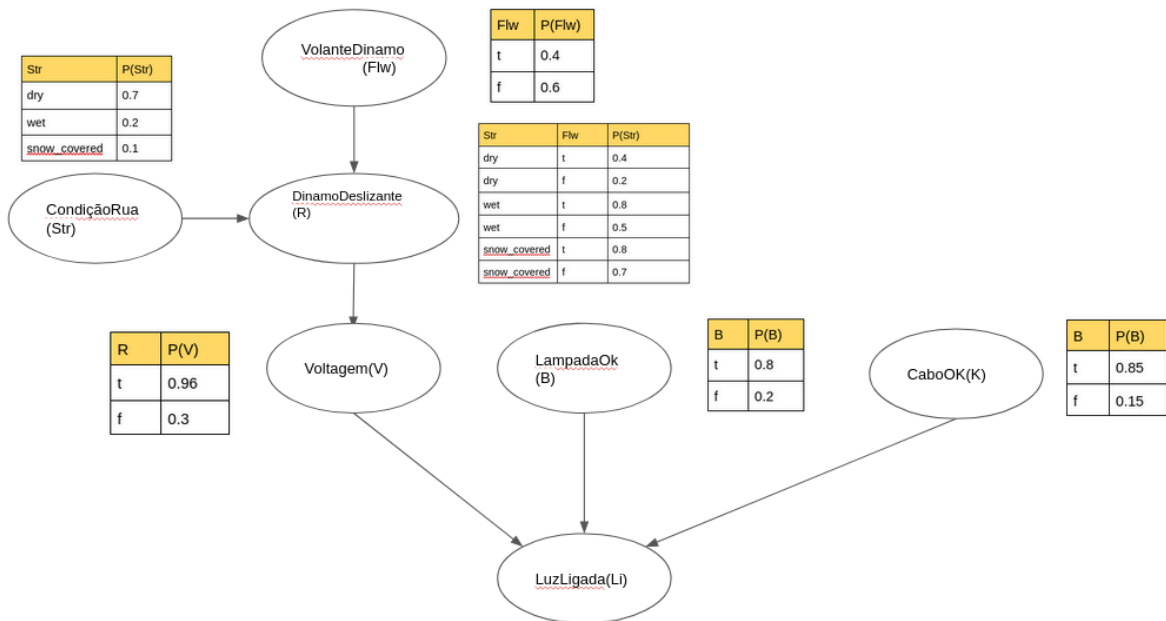 VolanteDinamo
(Flw)
Flw P(Flw)
t 0.4
f 0.6
Str P(Str)
dry 0.7
wet 0.2
snow_covered 0.1
Str Flw P(Str)
dry t 0.4
dry f 0.2
wet t 0.8
wet f 0.5
snow_covered t 0.8
snow_covered f 0.7
CondiçãoRua
(Str)
DinamoDeslizante
(R)
R P(V)
t 0.96
f 0.3
Voltagem(V)
LampadaOk
(B)
B P(B)
t 0.8
f 0.2
CaboOK(K)
B P(B)
t 0.85
f 0.15
LuzLigada(Li)